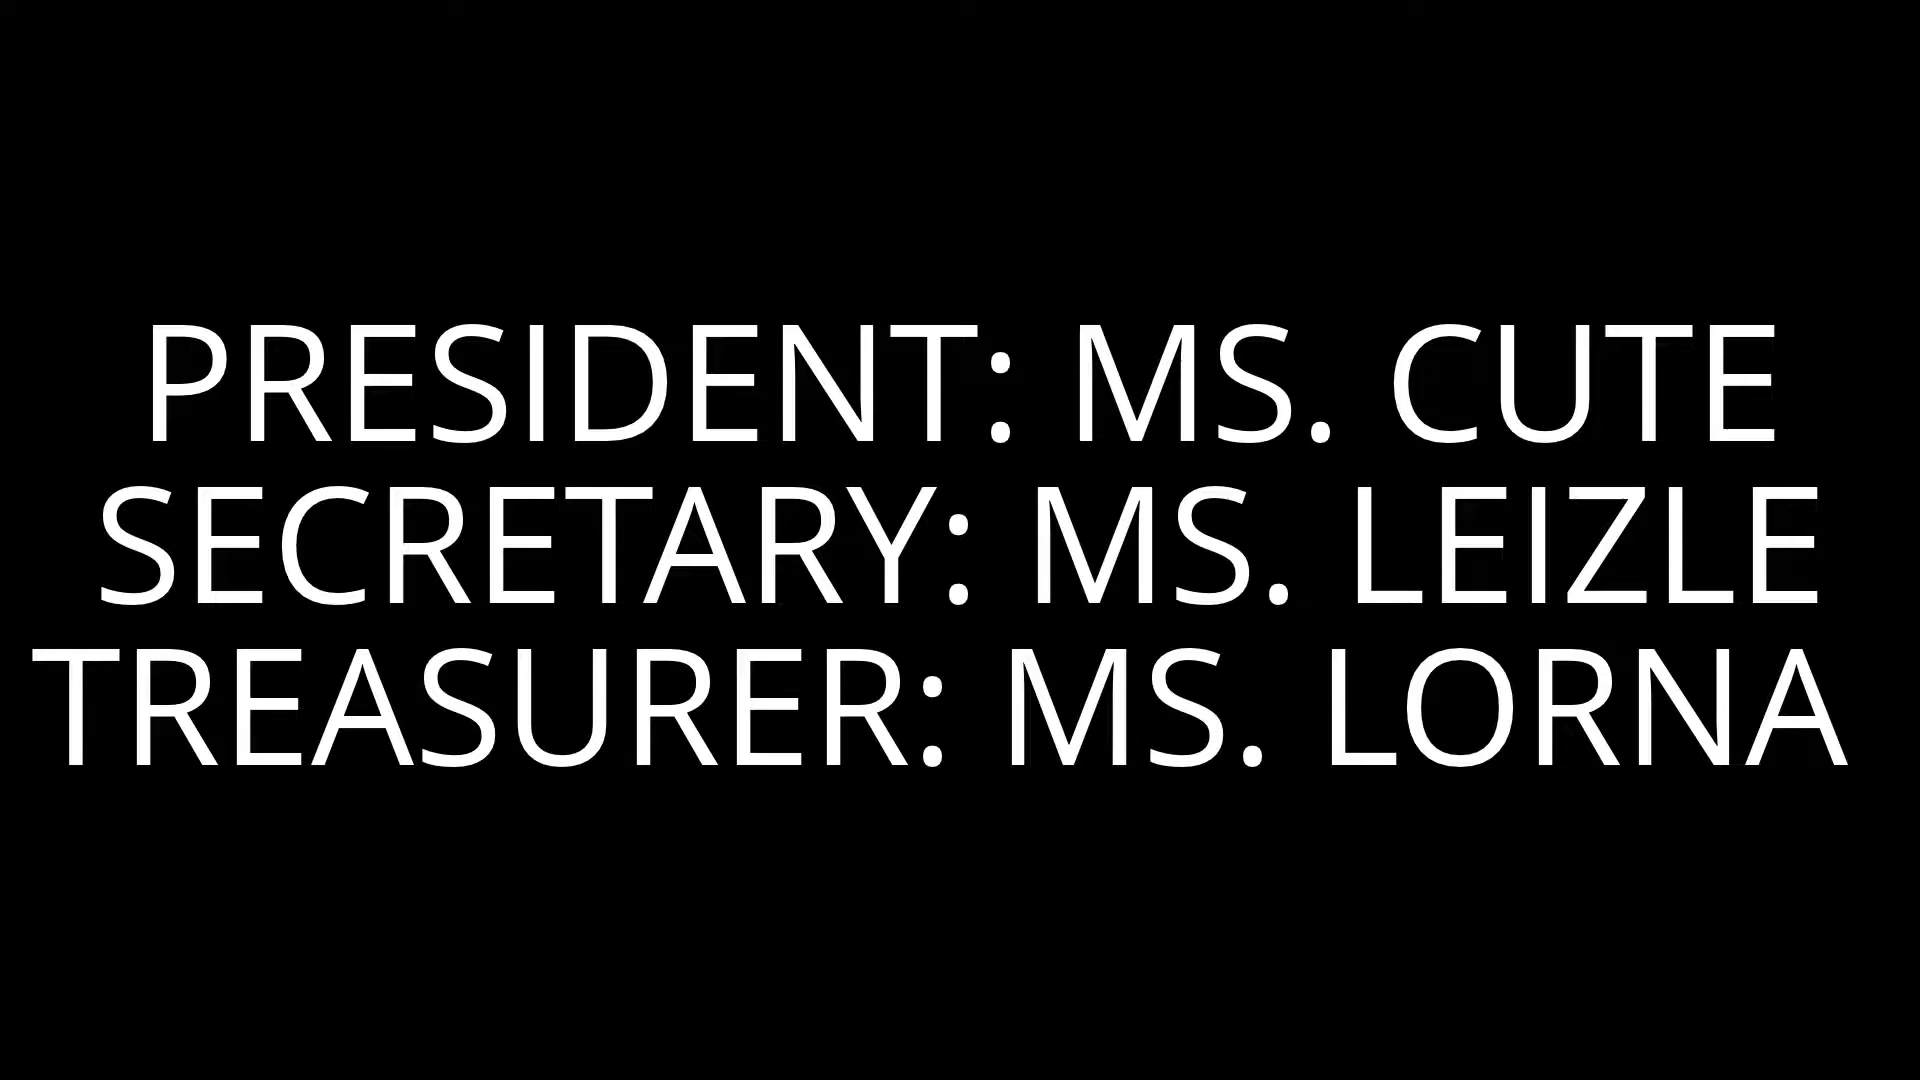 PRESIDENT: MS. CUTE
SECRETARY: MS. LEIZLE
TREASURER: MS. LORNA